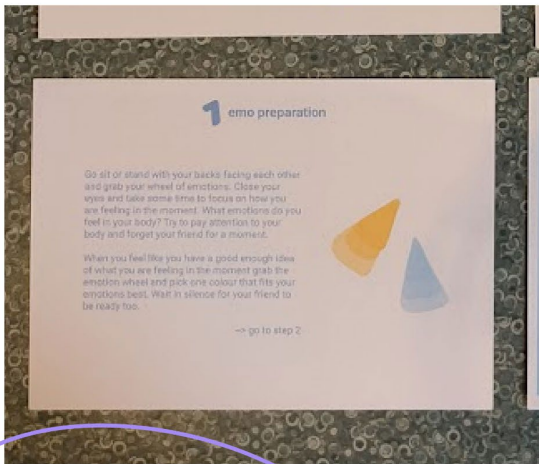 1 emo preparation
Go sit or stand with your backs facing each other
and grab your wheel of emotions. Close your
eyes and take some time to focus on how you
are feeling in the moment. What emotions do you
feel in your body? Try to pay attention to your
body and forget your friend for a moment.
When you feel like you have a good enough idea
of what you are feeling in the moment grab the
emotion wheel and pick one colour that fits your
emotions best. Wait in silence for your friend to
be ready too.
--> go to step 2